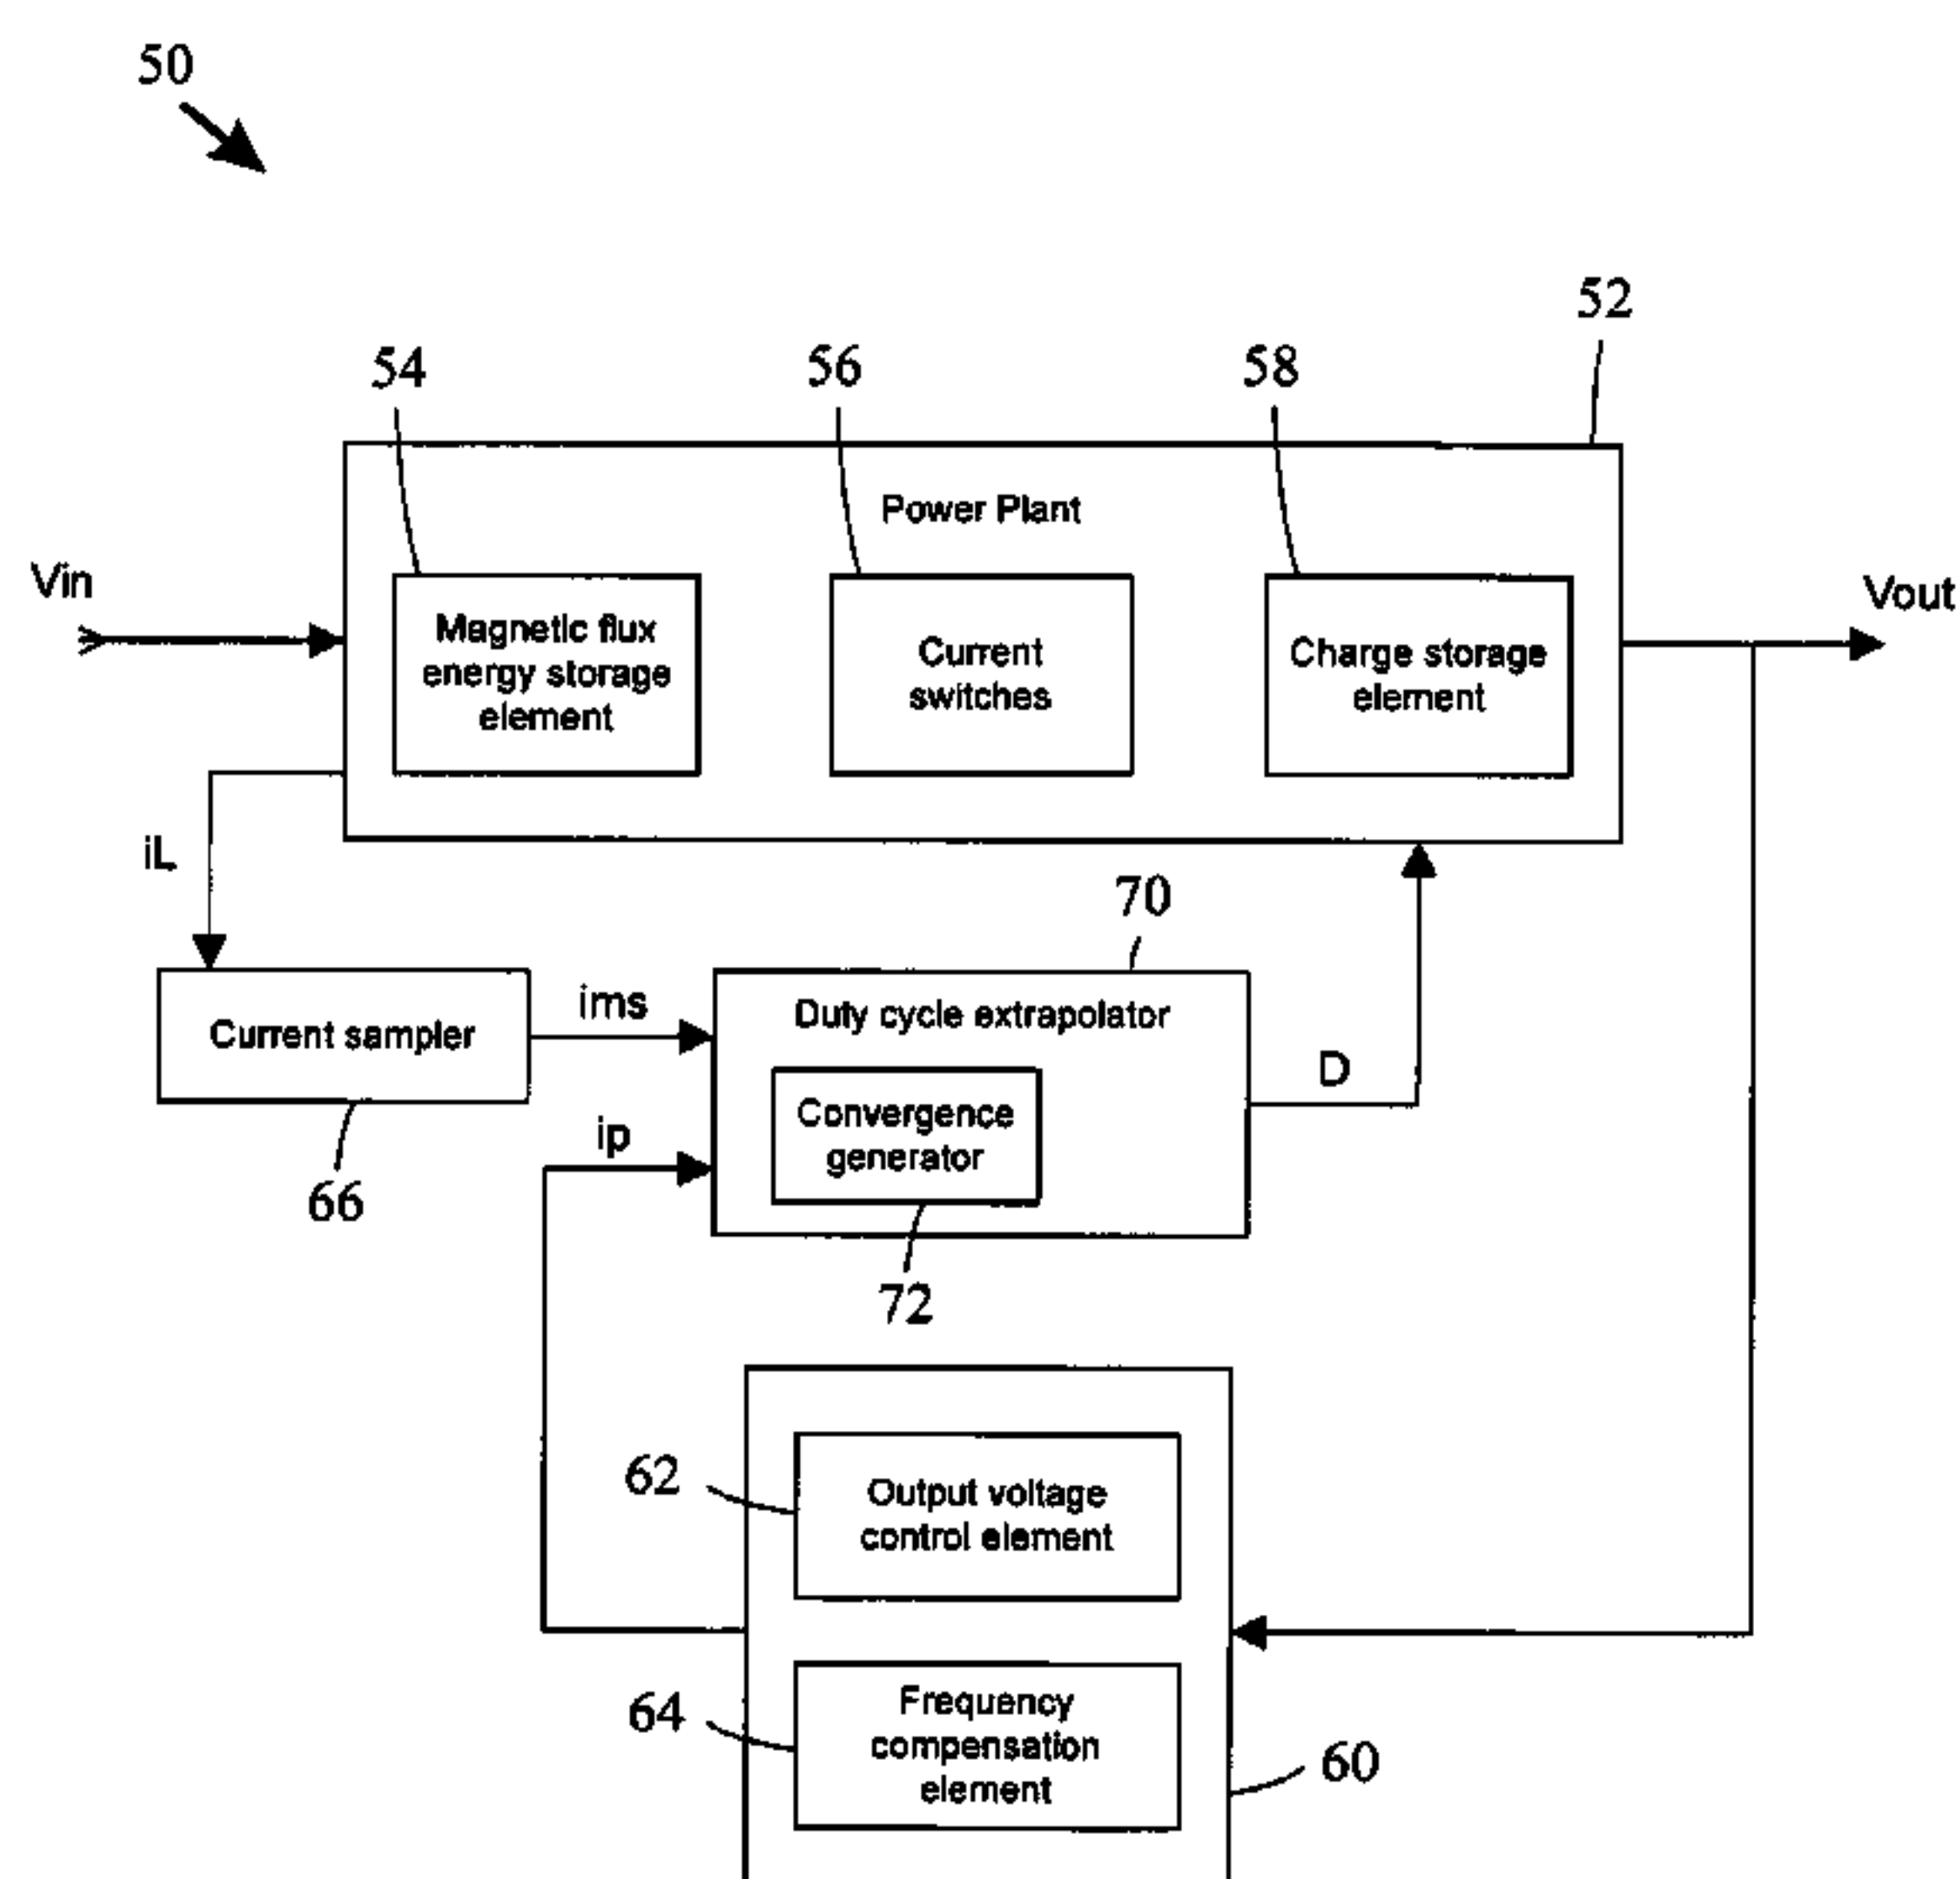 50
52
54
56
58
Power Plant
Vin
Vout
Magnetic flux
energy storage
element
Current
switches
Charge storage
element
iL
70
Current sampler
ims
Duty cycle extrapolator
D
ip
Convergence
generator
66
72
62
Output voltage
control element
64
Frequency
compensation
element
60